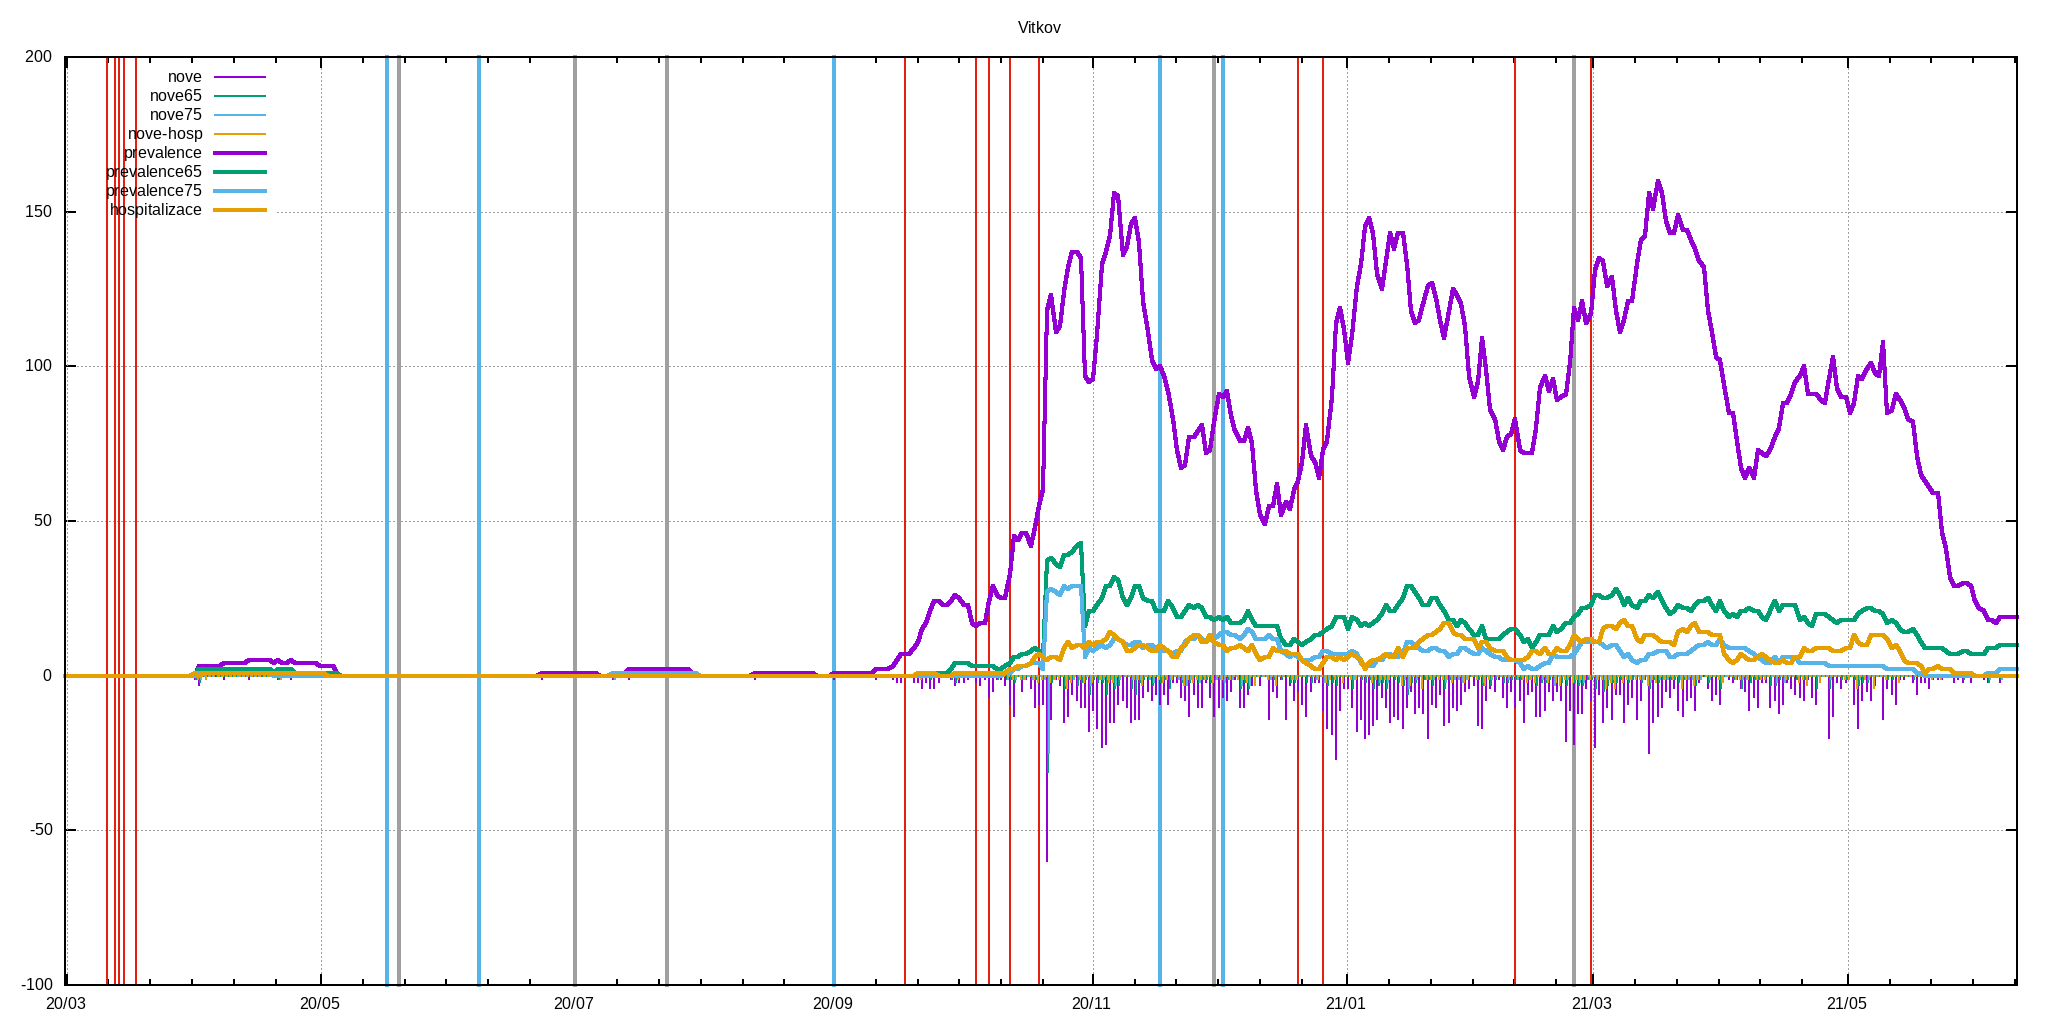 Vitkov
200
150
100
50
0
-50
-100
nove
nove65
nove75
nove-hosp
prevalence
prevalence65
prevalence75
hospitalizace
20/03 20/05 20/07 20/09 20/11 21/01 21/03 21/05